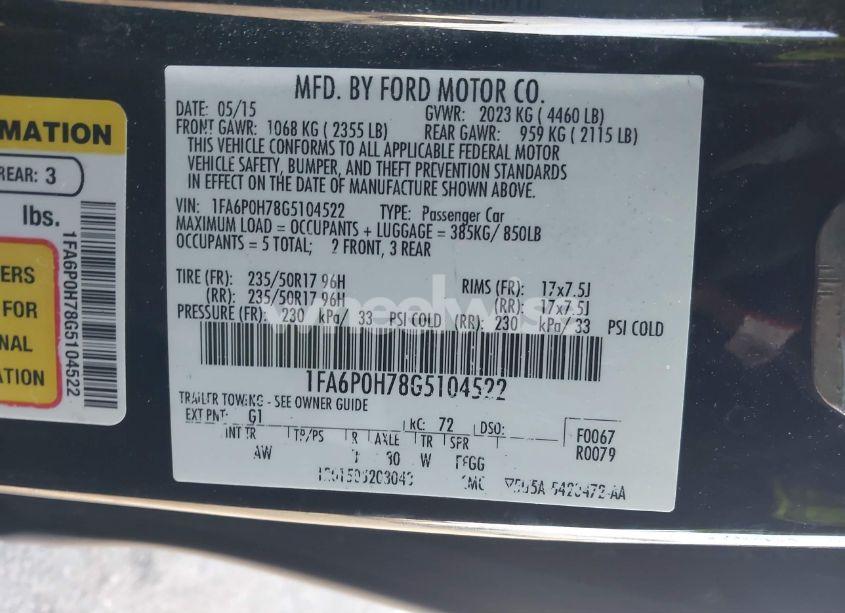 MFD. BY FORD MOTOR CO.
DATE: 05/15 GVWR: 2023 KG ( 4460 LB)
FRONT GAWR: 1068 KG ( 2355 LB) REAR GAWR: 959 KG ( 2115 LB)
THIS VEHICLE CONFORMS TO ALL APPLICABLE FEDERAL MOTOR
VEHICLE SAFETY, BUMPER, AND THEFT PREVENTION STANDARDS
IN EFFECT ON THE DATE OF MANUFACTURE SHOWN ABOVE.
VIN: 1FA6P0H78G5104522 TYPE: Passenger Car
MAXIMUM LOAD = OCCUPANTS + LUGGAGE = 385KG/ 850LB
OCCUPANTS = 5 TOTAL; 2 FRONT, 3 REAR
TIRE (FR): 235/50R17 96H RIMS (FR): 17x7.5J
(RR): 235/50R17 96H (RR): 17x7.5J
PRESSURE (FR): 230 kPa/ 33 PSI COLD (RR): 230 kPa/ 33 PSI COLD
1FA6P0H78G5104522
TRAILER TOWING - SEE OWNER GUIDE
EXT PNT: G1 RC: 72 DSO: F0067
INT TR TP/PS R AXLE TR SPR R0079
AW W
MATION
REAR: 3
lbs.
ERS
FOR
NAL
ATION
1FA6P0H78G5104522
wheelwise